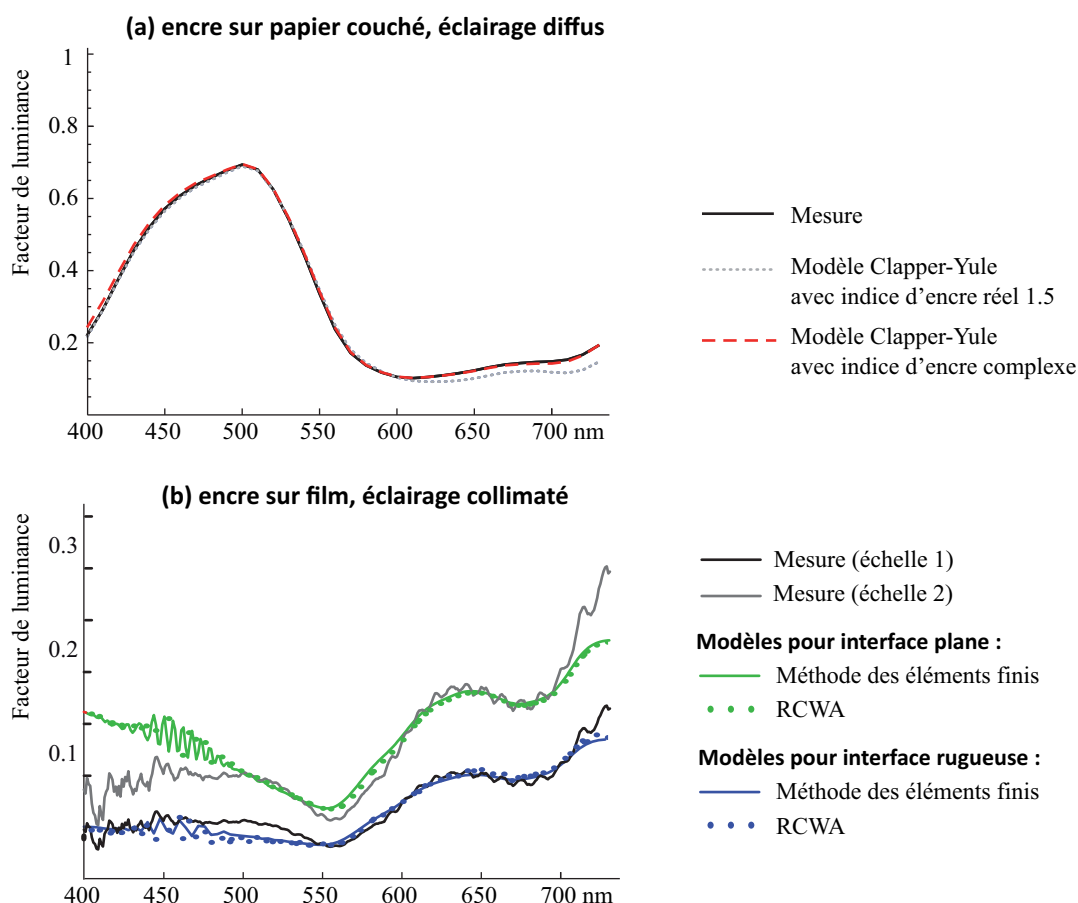 (a) encre sur papier couché, éclairage diffus
Facteur de luminance
1
0.8
0.6
0.4
0.2
400 450 500 550 600 650 700 nm
Mesure
Modèle Clapper-Yule
avec indice d'encre réel 1.5
Modèle Clapper-Yule
avec indice d'encre complexe
(b) encre sur film, éclairage collimaté
Facteur de luminance
0.3
0.2
0.1
400 450 500 550 600 650 700 nm
Mesure (échelle 1)
Mesure (échelle 2)
Modèles pour interface plane :
Méthode des éléments finis
RCWA
Modèles pour interface rugueuse :
Méthode des éléments finis
RCWA